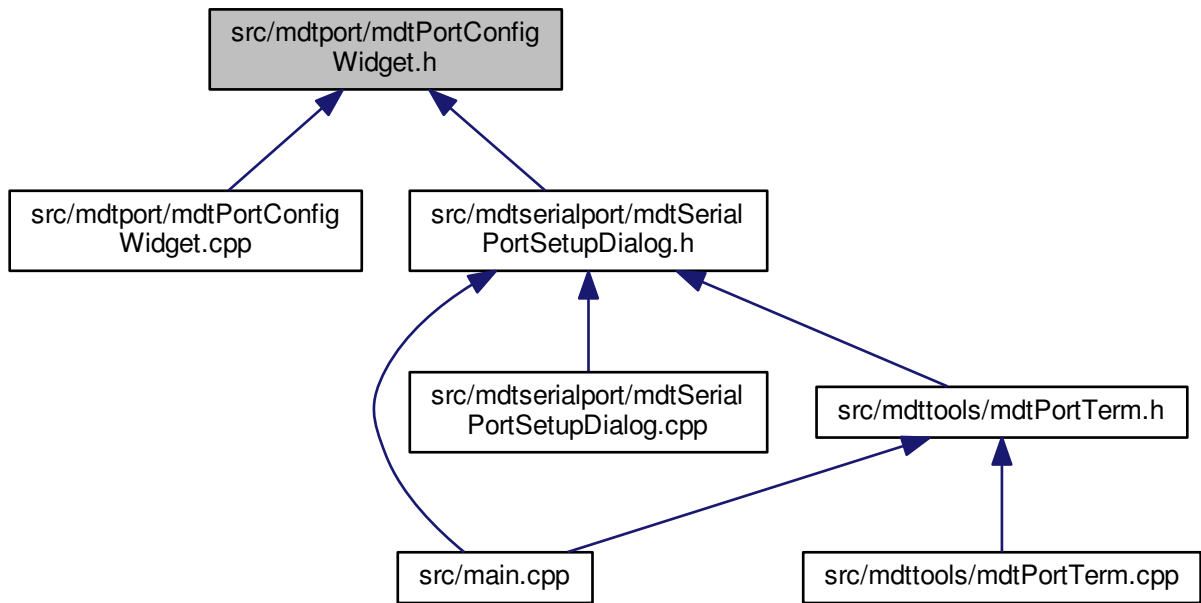 src/mdtport/mdtPortConfig
Widget.h
src/mdtport/mdtPortConfig
Widget.cpp
src/mdtserialport/mdtSerial
PortSetupDialog.h
src/mdtserialport/mdtSerial
PortSetupDialog.cpp
src/mdttools/mdtPortTerm.h
src/main.cpp
src/mdttools/mdtPortTerm.cpp